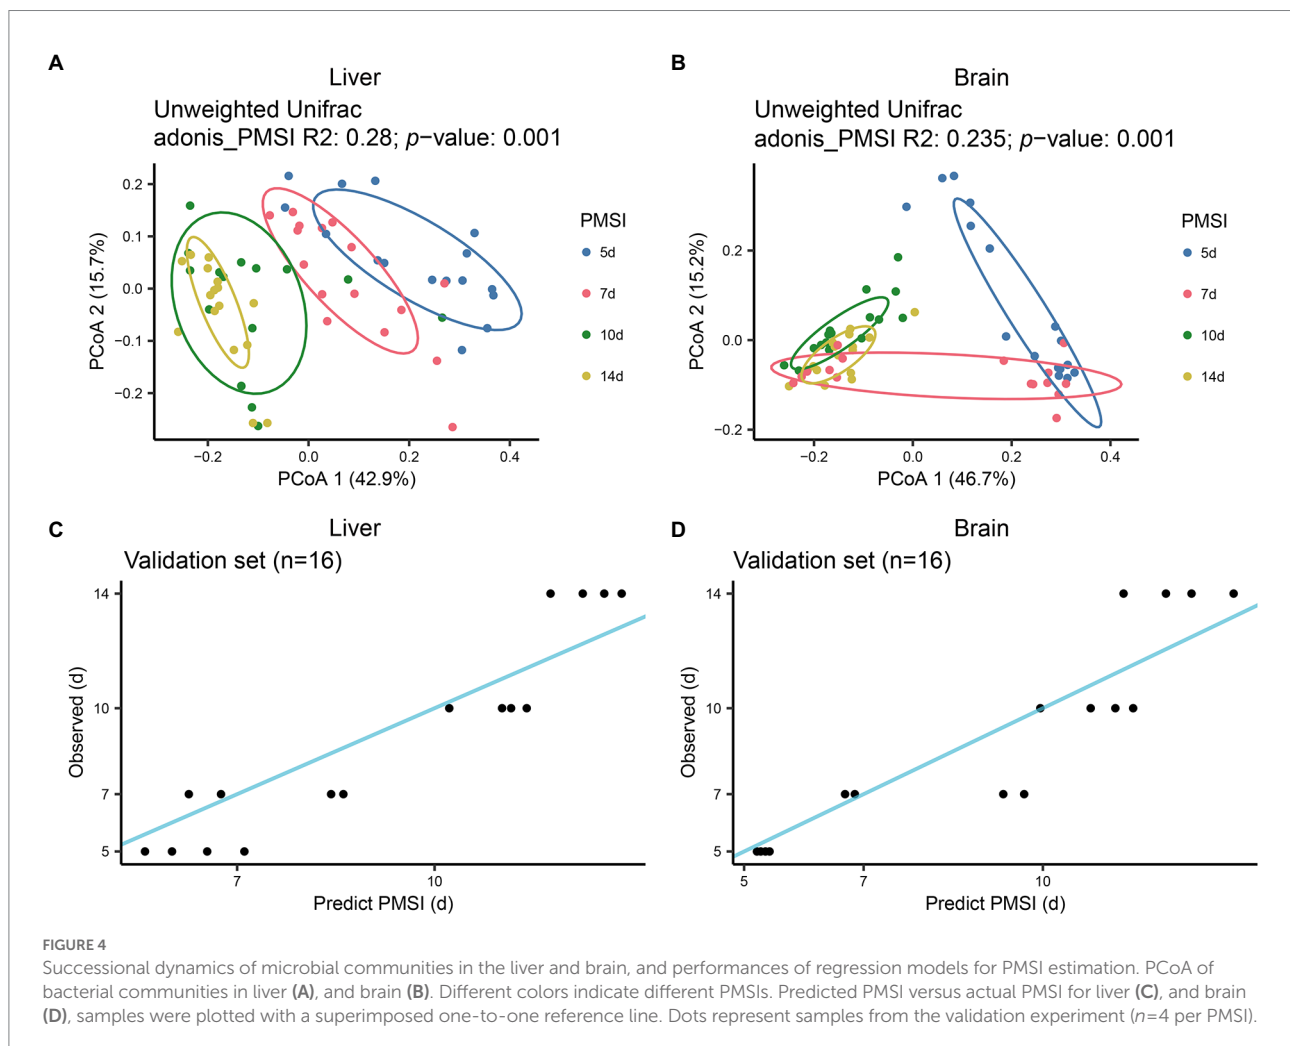 A
Liver
Unweighted Unifrac
adonis_PMSI R2: 0.28; p−value: 0.001
0.2
0.1
0.0
−0.1
−0.2
PCoA 2 (15.7%)
−0.2
0.0
0.2
0.4
PCoA 1 (42.9%)
PMSI
5d
7d
10d
14d
B
Brain
Unweighted Unifrac
adonis_PMSI R2: 0.235; p−value: 0.001
0.2
0.0
−0.2
PCoA 2 (15.2%)
−0.2
0.0
0.2
0.4
PCoA 1 (46.7%)
PMSI
5d
7d
10d
14d
C
Liver
Validation set (n=16)
14
10
7
5
Observed (d)
7
10
Predict PMSI (d)
D
Brain
Validation set (n=16)
14
10
7
5
Observed (d)
5
7
10
Predict PMSI (d)
FIGURE 4
Successional dynamics of microbial communities in the liver and brain, and performances of regression models for PMSI estimation. PCoA of
bacterial communities in liver (A), and brain (B). Different colors indicate different PMSIs. Predicted PMSI versus actual PMSI for liver (C), and brain
(D), samples were plotted with a superimposed one-to-one reference line. Dots represent samples from the validation experiment (n=4 per PMSI).